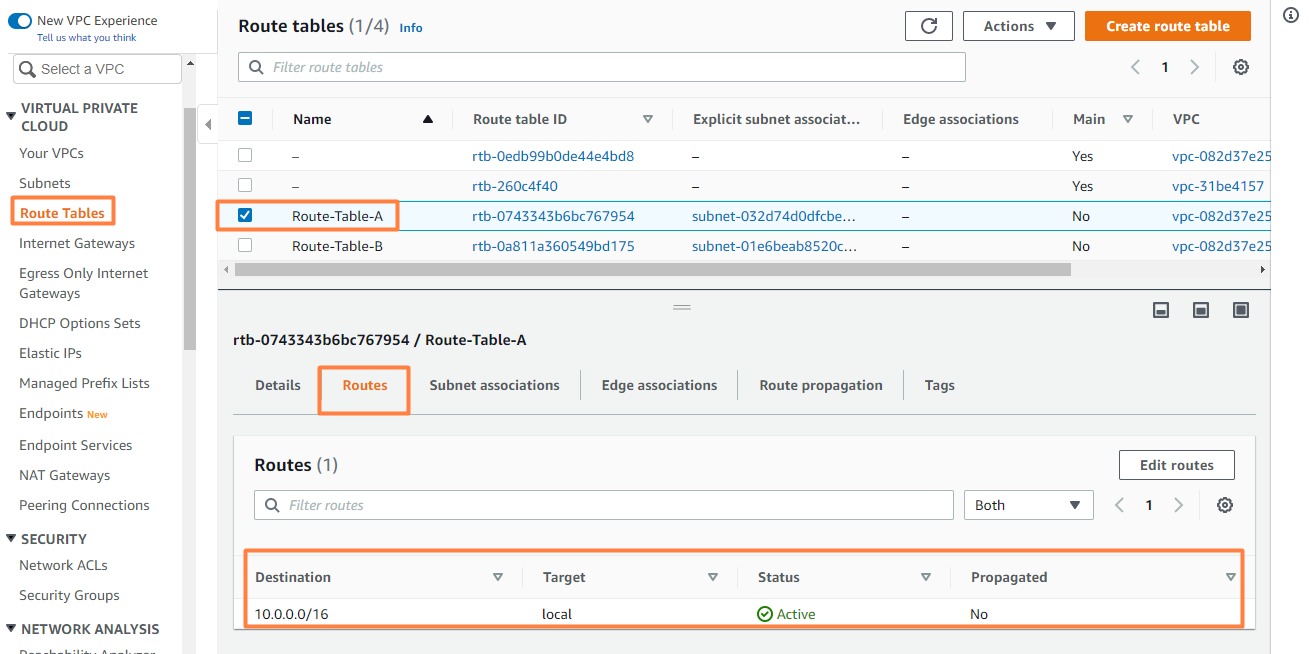 New VPC Experience
Tell us what you think
Select a VPC
VIRTUAL PRIVATE
CLOUD
Your VPCs
Subnets
Route Tables
Internet Gateways
Egress Only Internet
Gateways
DHCP Options Sets
Elastic IPs
Managed Prefix Lists
Endpoints New
Endpoint Services
NAT Gateways
Peering Connections
SECURITY
Network ACLs
Security Groups
NETWORK ANALYSIS
Reachability Analyzer
Route tables (1/4) Info
Actions
Create route table
Filter route tables
1
Name Route table ID Explicit subnet associat... Edge associations Main VPC
– rtb-0edb99b0de44e4bd8 – – Yes vpc-082d37e25
– rtb-260c4f40 – – Yes vpc-31be4157
Route-Table-A rtb-0743343b6bc767954 subnet-032d74d0dfcbe... – No vpc-082d37e25
Route-Table-B rtb-0a811a360549bd175 subnet-01e6beab8520c... – No vpc-082d37e25
rtb-0743343b6bc767954 / Route-Table-A
Details Routes Subnet associations Edge associations Route propagation Tags
Routes (1)
Edit routes
Filter routes
Both
1
Destination Target Status Propagated
10.0.0.0/16 local Active No